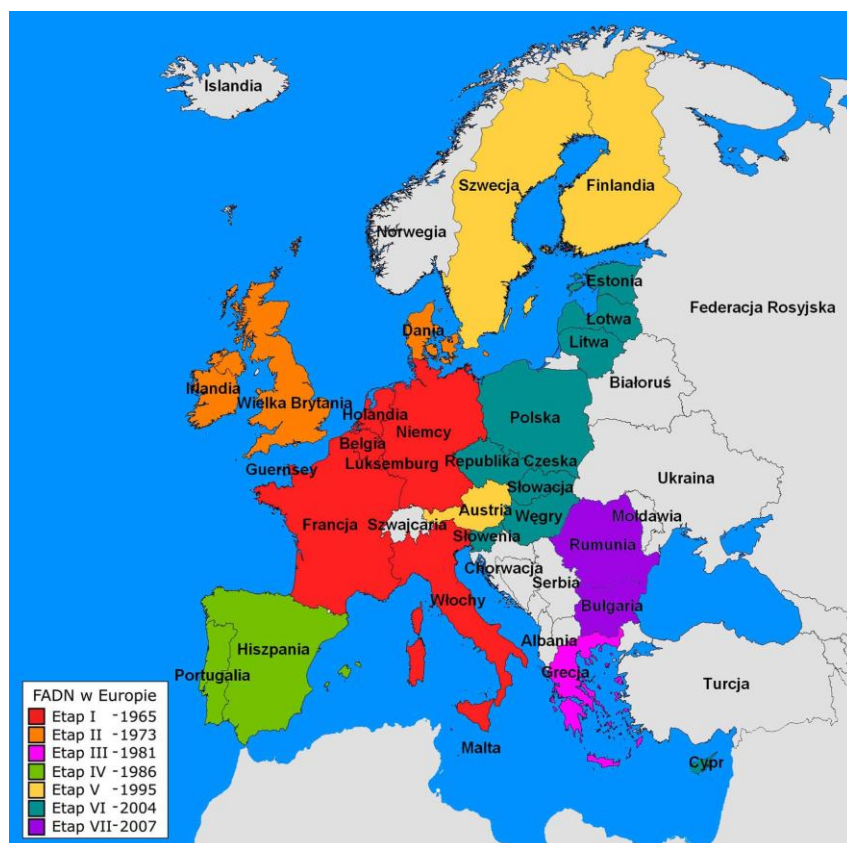 Islandia
Szwecja
Finlandia
Norwegia
Estonia
Federacja Rosyjska
Łotwa
Dania
Litwa
Białoruś
Irlandia
Wielka Brytania
Holandia
Niemcy
Polska
Belgia
Guernsey
Luksemburg
Republika Czeska
Ukraina
Słowacja
Austria
Węgry
Mołdawia
Francja
Szwajcaria
Słowenia
Rumunia
Chorwacja
Serbia
Włochy
Bulgaria
Albania
Hiszpania
Grecja
Portugalia
Turcja
Malta
Cypr
FADN w Europie
Etap I -1965
Etap II -1973
Etap III -1981
Etap IV -1986
Etap V -1995
Etap VI -2004
Etap VII-2007